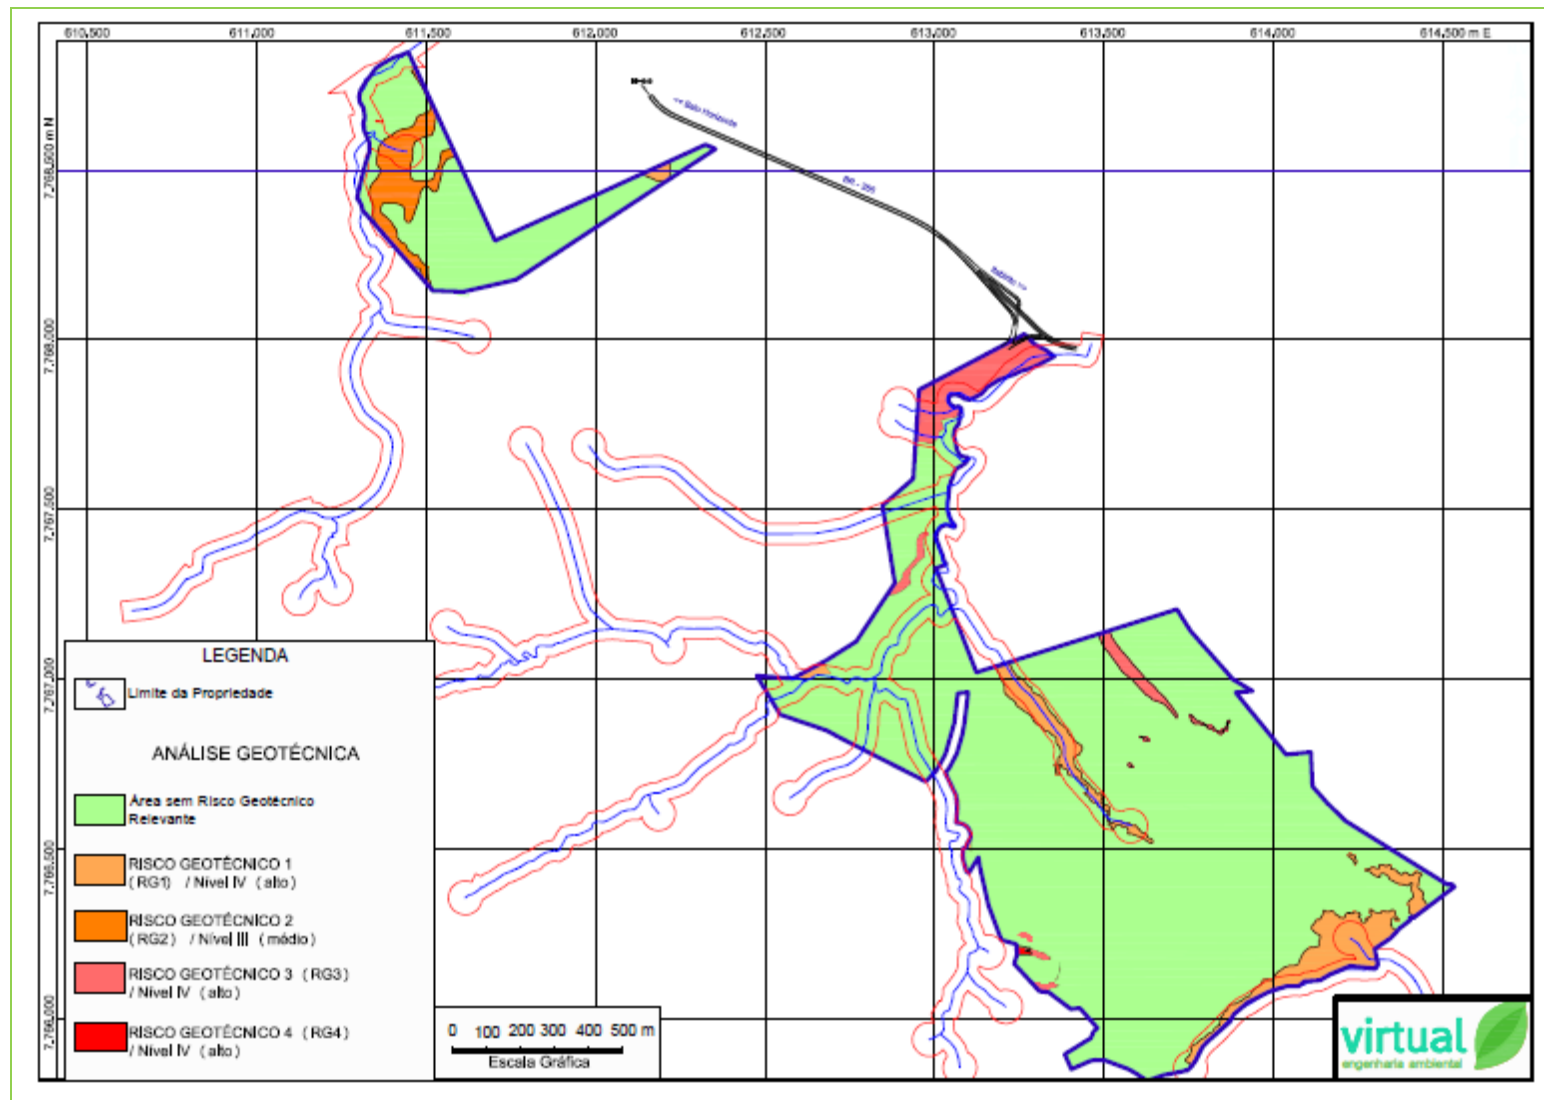 610,500
611,000
611,500
612,000
612,500
613,000
613,500
614,000
614,500 m E
7,768,500 m N
7,768,000
7,767,500
7,767,000
7,766,500
7,766,000
<< Belo Horizonte
Itabirito >>
LEGENDA
Limite da Propriedade
ANÁLISE GEOTÉCNICA
Área sem Risco Geotécnico
Relevante
RISCO GEOTÉCNICO 1
(RG1) / Nível IV (alto)
RISCO GEOTÉCNICO 2
(RG2) / Nível III (médio)
RISCO GEOTÉCNICO 3 (RG3)
/ Nível IV (alto)
RISCO GEOTÉCNICO 4 (RG4)
/ Nível IV (alto)
0 100 200 300 400 500 m
Escala Gráfica
virtual
engenharia ambiental